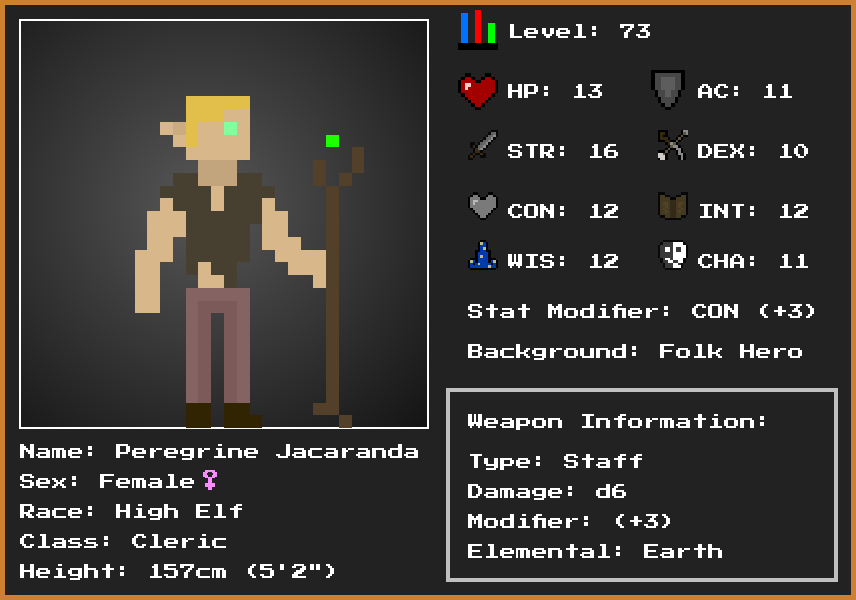 Level: 73
HP: 13
AC: 11
STR: 16
DEX: 10
CON: 12
INT: 12
WIS: 12
CHA: 11
Stat Modifier: CON (+3)
Background: Folk Hero
Weapon Information:
Type: Staff
Damage: d6
Modifier: (+3)
Elemental: Earth
Name: Peregrine Jacaranda
Sex: Female♀
Race: High Elf
Class: Cleric
Height: 157cm (5'2")